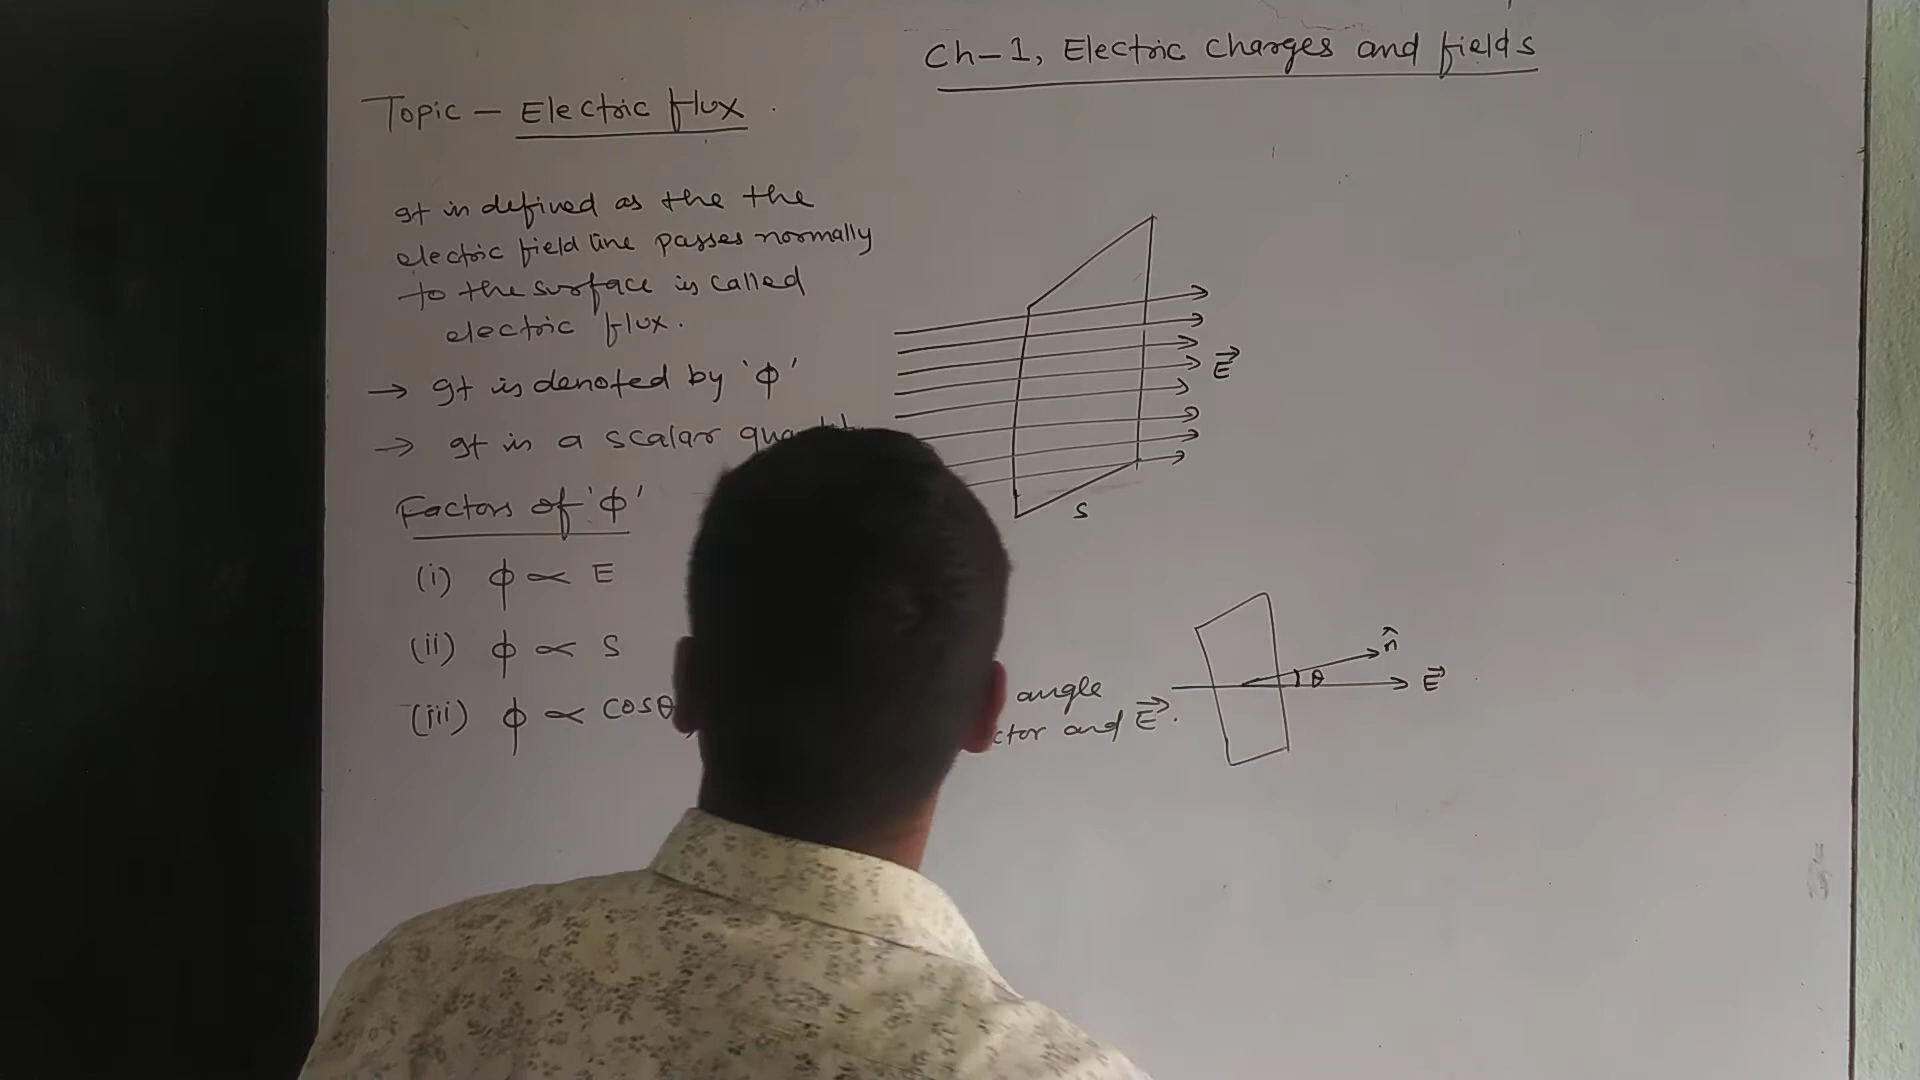 Ch-1, Electric Charges and fields
Topic - Electric flux.
It is defined as the the
electric field line passes normally
to the surface is called
electric flux.
→ It is denoted by 'ϕ'
→ It is a scalar
Factors of 'ϕ'
(i) ϕ ∝ E
(ii) ϕ ∝ S
(iii) ϕ ∝ cosθ
angle
and E⃗.
E⃗
S
n̂
θ
E⃗